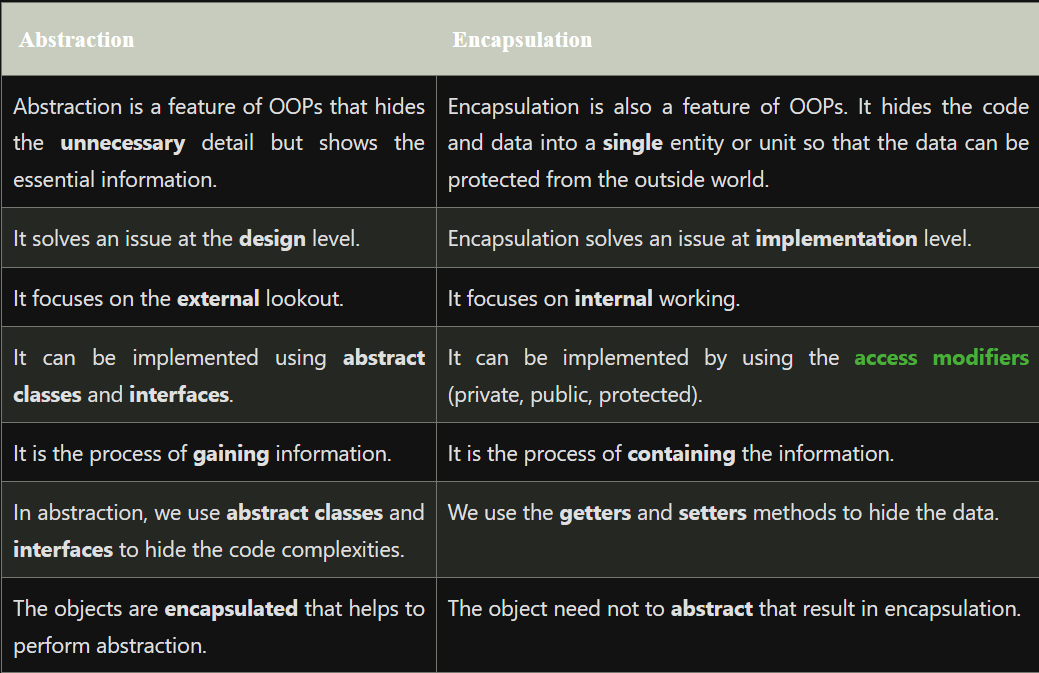 Abstraction
Encapsulation
Abstraction is a feature of OOPs that hides
the unnecessary detail but shows the
essential information.
Encapsulation is also a feature of OOPs. It hides the code
and data into a single entity or unit so that the data can be
protected from the outside world.
It solves an issue at the design level.
Encapsulation solves an issue at implementation level.
It focuses on the external lookout.
It focuses on internal working.
It can be implemented using abstract
classes and interfaces.
It can be implemented by using the access modifiers
(private, public, protected).
It is the process of gaining information.
It is the process of containing the information.
In abstraction, we use abstract classes and
interfaces to hide the code complexities.
We use the getters and setters methods to hide the data.
The objects are encapsulated that helps to
perform abstraction.
The object need not to abstract that result in encapsulation.